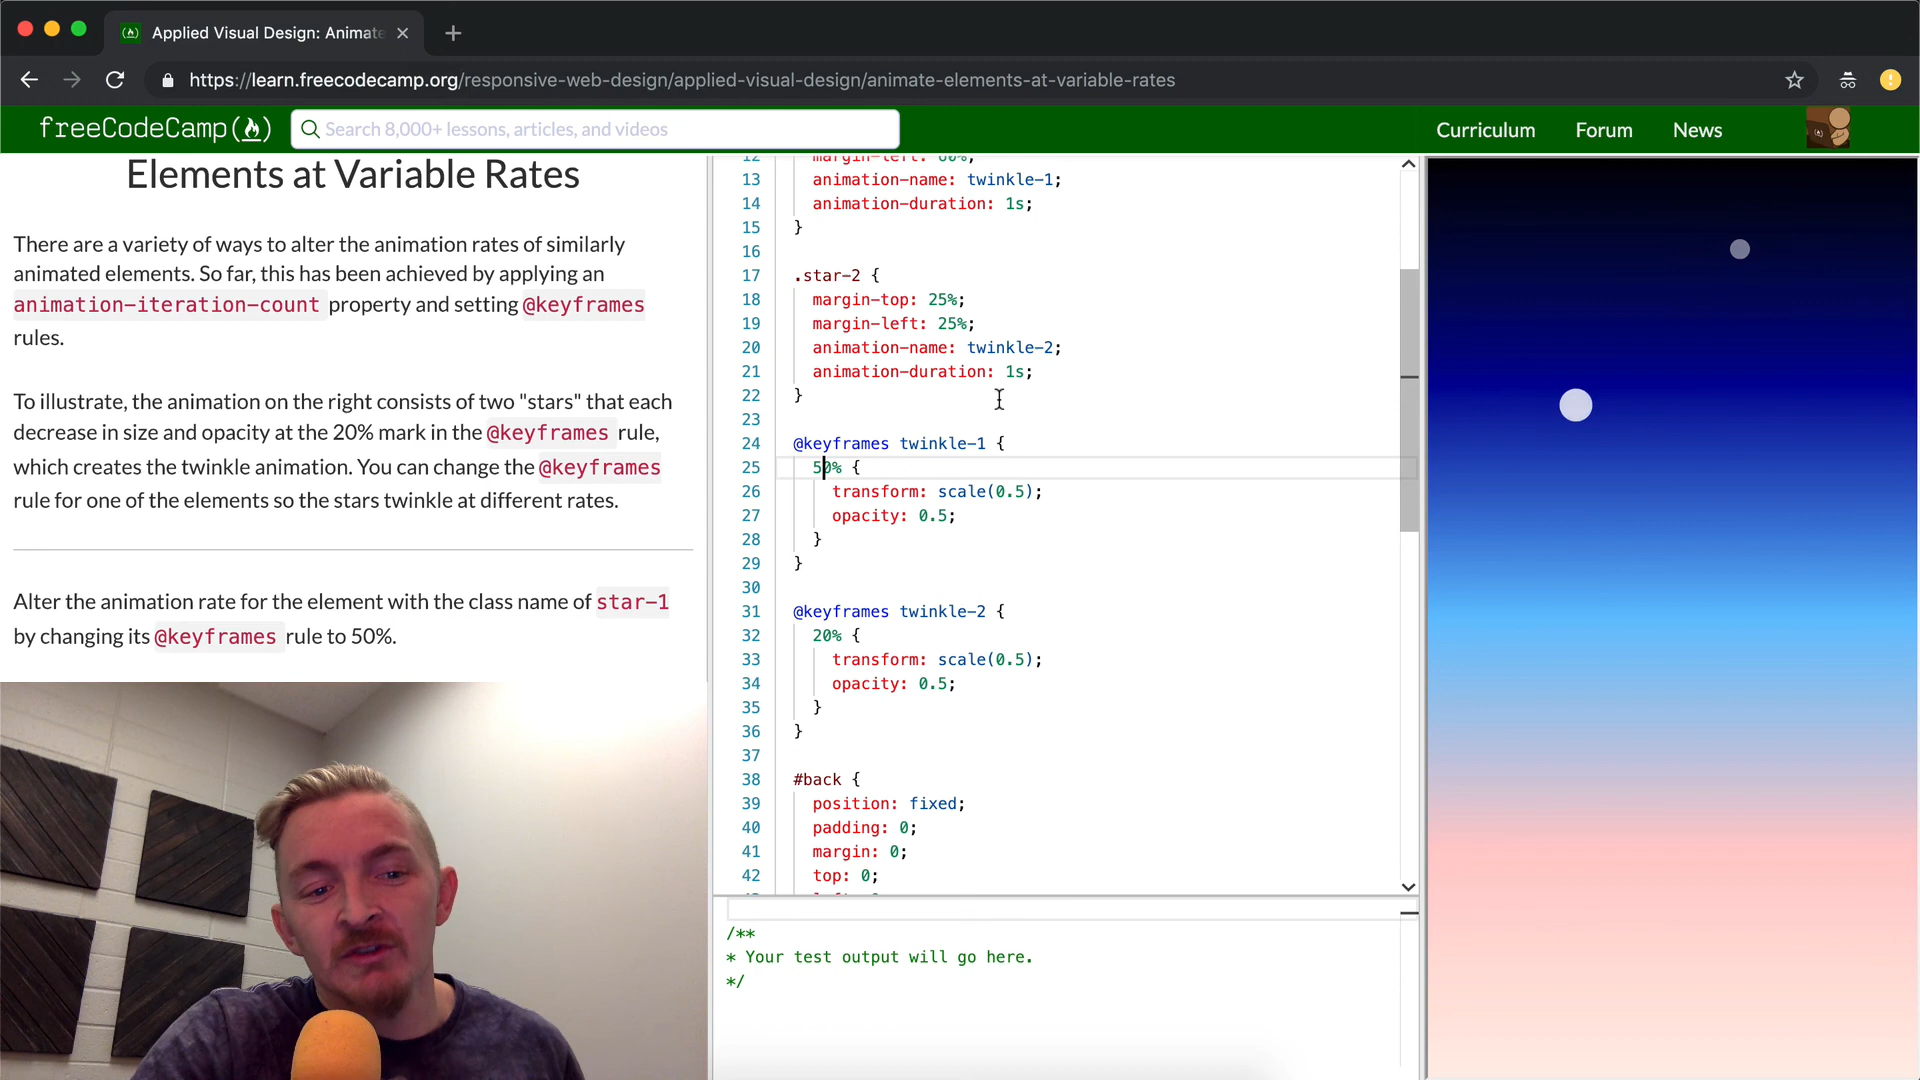 Applied Visual Design: Animate
https://learn.freecodecamp.org/responsive-web-design/applied-visual-design/animate-elements-at-variable-rates
freeCodeCamp
Search 8,000+ lessons, articles, and videos
Curriculum Forum News
Elements at Variable Rates
There are a variety of ways to alter the animation rates of similarly
animated elements. So far, this has been achieved by applying an
animation-iteration-count property and setting @keyframes
rules.
To illustrate, the animation on the right consists of two "stars" that each
decrease in size and opacity at the 20% mark in the @keyframes rule,
which creates the twinkle animation. You can change the @keyframes
rule for one of the elements so the stars twinkle at different rates.
Alter the animation rate for the element with the class name of star-1
by changing its @keyframes rule to 50%.
12 margin-left: 60%;
13 animation-name: twinkle-1;
14 animation-duration: 1s;
15 }
16
17 .star-2 {
18 margin-top: 25%;
19 margin-left: 25%;
20 animation-name: twinkle-2;
21 animation-duration: 1s;
22 }
23
24 @keyframes twinkle-1 {
25 50% {
26 transform: scale(0.5);
27 opacity: 0.5;
28 }
29 }
30
31 @keyframes twinkle-2 {
32 20% {
33 transform: scale(0.5);
34 opacity: 0.5;
35 }
36 }
37
38 #back {
39 position: fixed;
40 padding: 0;
41 margin: 0;
42 top: 0;
/**
* Your test output will go here.
*/